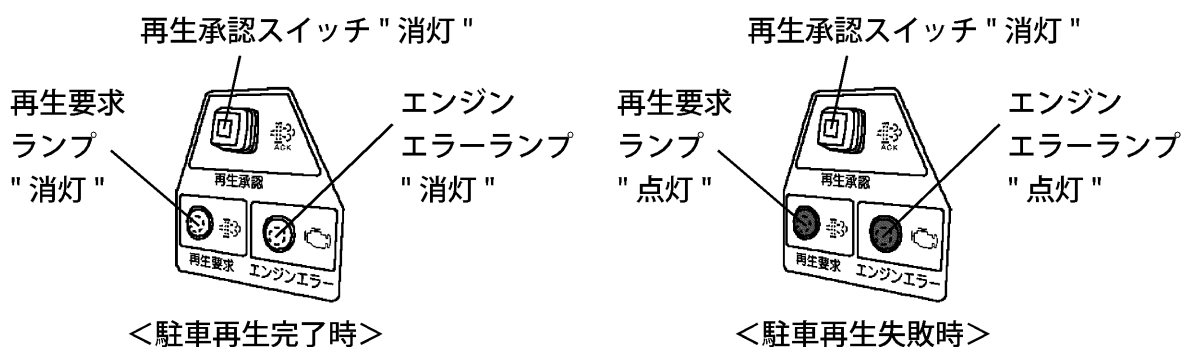 再生承認スイッチ " 消灯 "
再生要求
ランプ
" 消灯 "
エンジン
エラーランプ
" 消灯 "
ACK
再生承認
再生要求
エンジンエラー
＜駐車再生完了時＞
再生承認スイッチ " 消灯 "
再生要求
ランプ
" 点灯 "
エンジン
エラーランプ
" 点灯 "
ACK
再生承認
再生要求
エンジンエラー
＜駐車再生失敗時＞